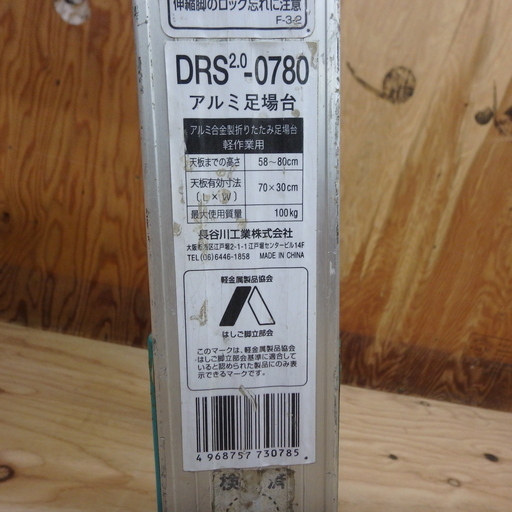 伸縮脚のロック忘れに注意
F-3-2
DRS2.0-0780
アルミ足場台
アルミ合金製折りたたみ足場台
軽作業用
天板までの高さ 58〜80cm
天板有効寸法 70×30cm
(L×W)
最大使用質量 100kg
長谷川工業株式会社
大阪市西区江戸堀2-1-1江戸堀センタービル14F
TEL(06)6446-1858 MADE IN CHINA
軽金属製品協会
はしご脚立部会
このマークは、軽金属製品協会
はしご脚立部会基準に適合して
いると認められた製品にのみ表
示できるマークです。
4968757730785
検 済